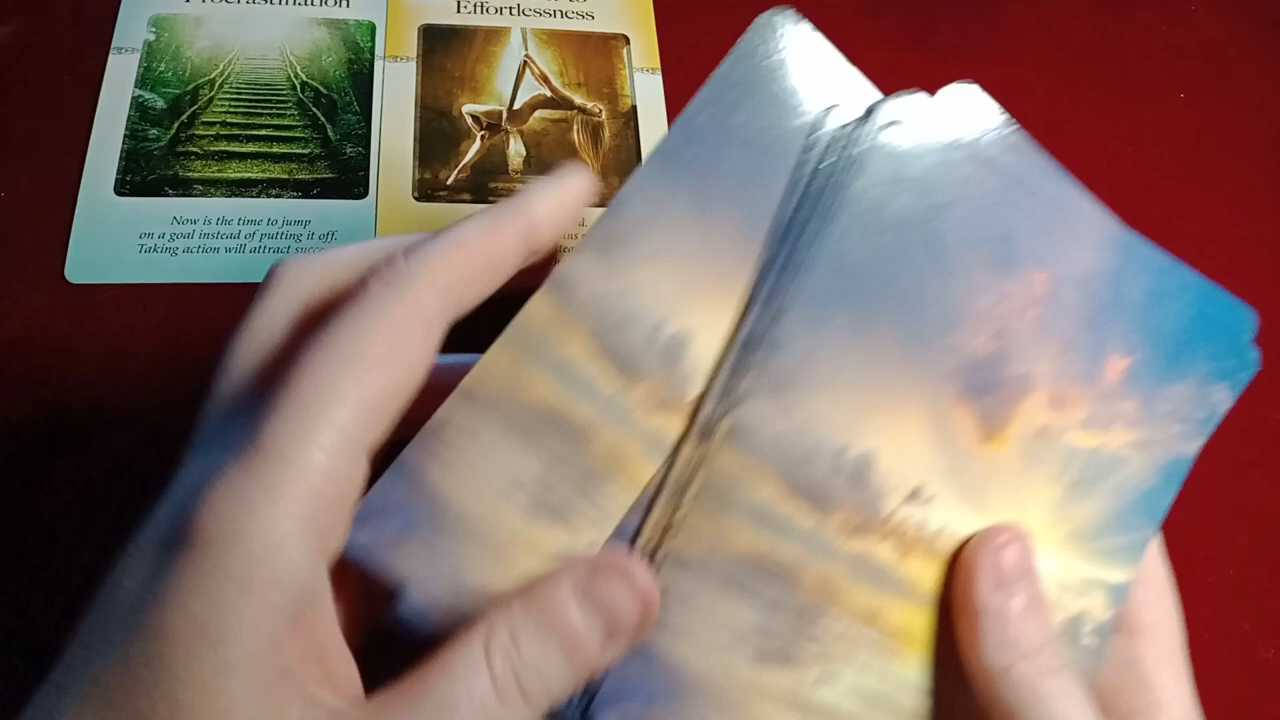 Procrastination
to
Effortlessness
Now is the time to jump
on a goal instead of putting it off.
Taking action will attract